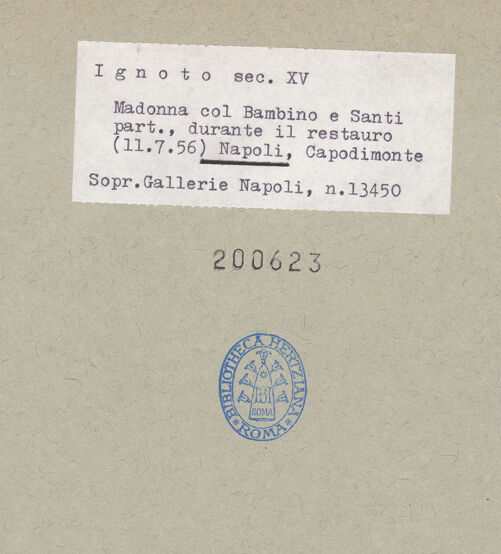 Ignoto sec. XV
Madonna col Bambino e Santi
part., durante il restauro
(11.7.56) Napoli, Capodimonte
Sopr.Gallerie Napoli, n.13450
200623
BIBLIOTHECA HERTZIANA
ROMA
* ROMA *